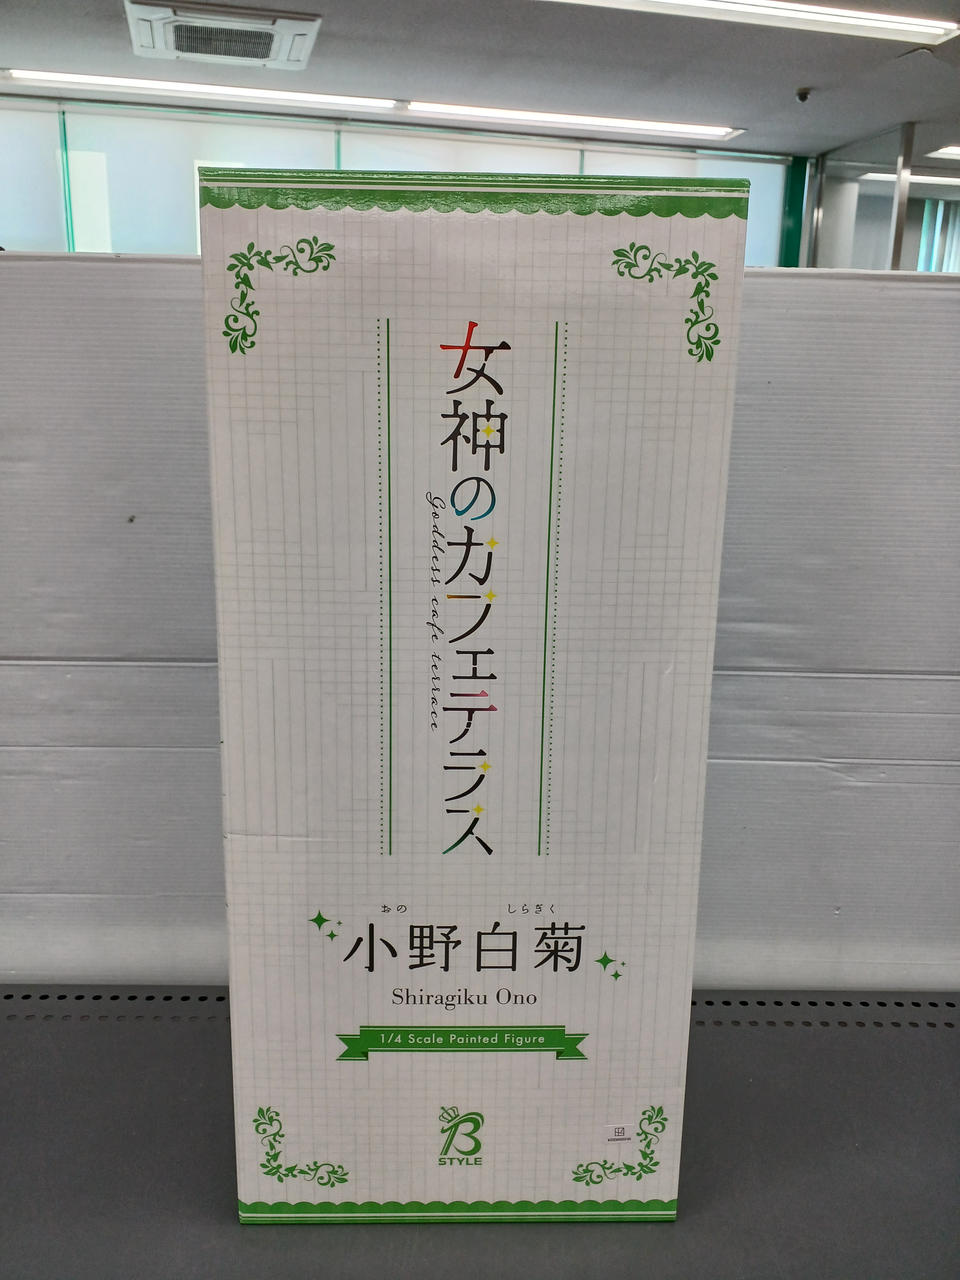 女神のカフェテラス
Goddess cafe terrace
おの しらぎく
小野白菊
Shiragiku Ono
1/4 Scale Painted Figure
B
STYLE
KODANSHA